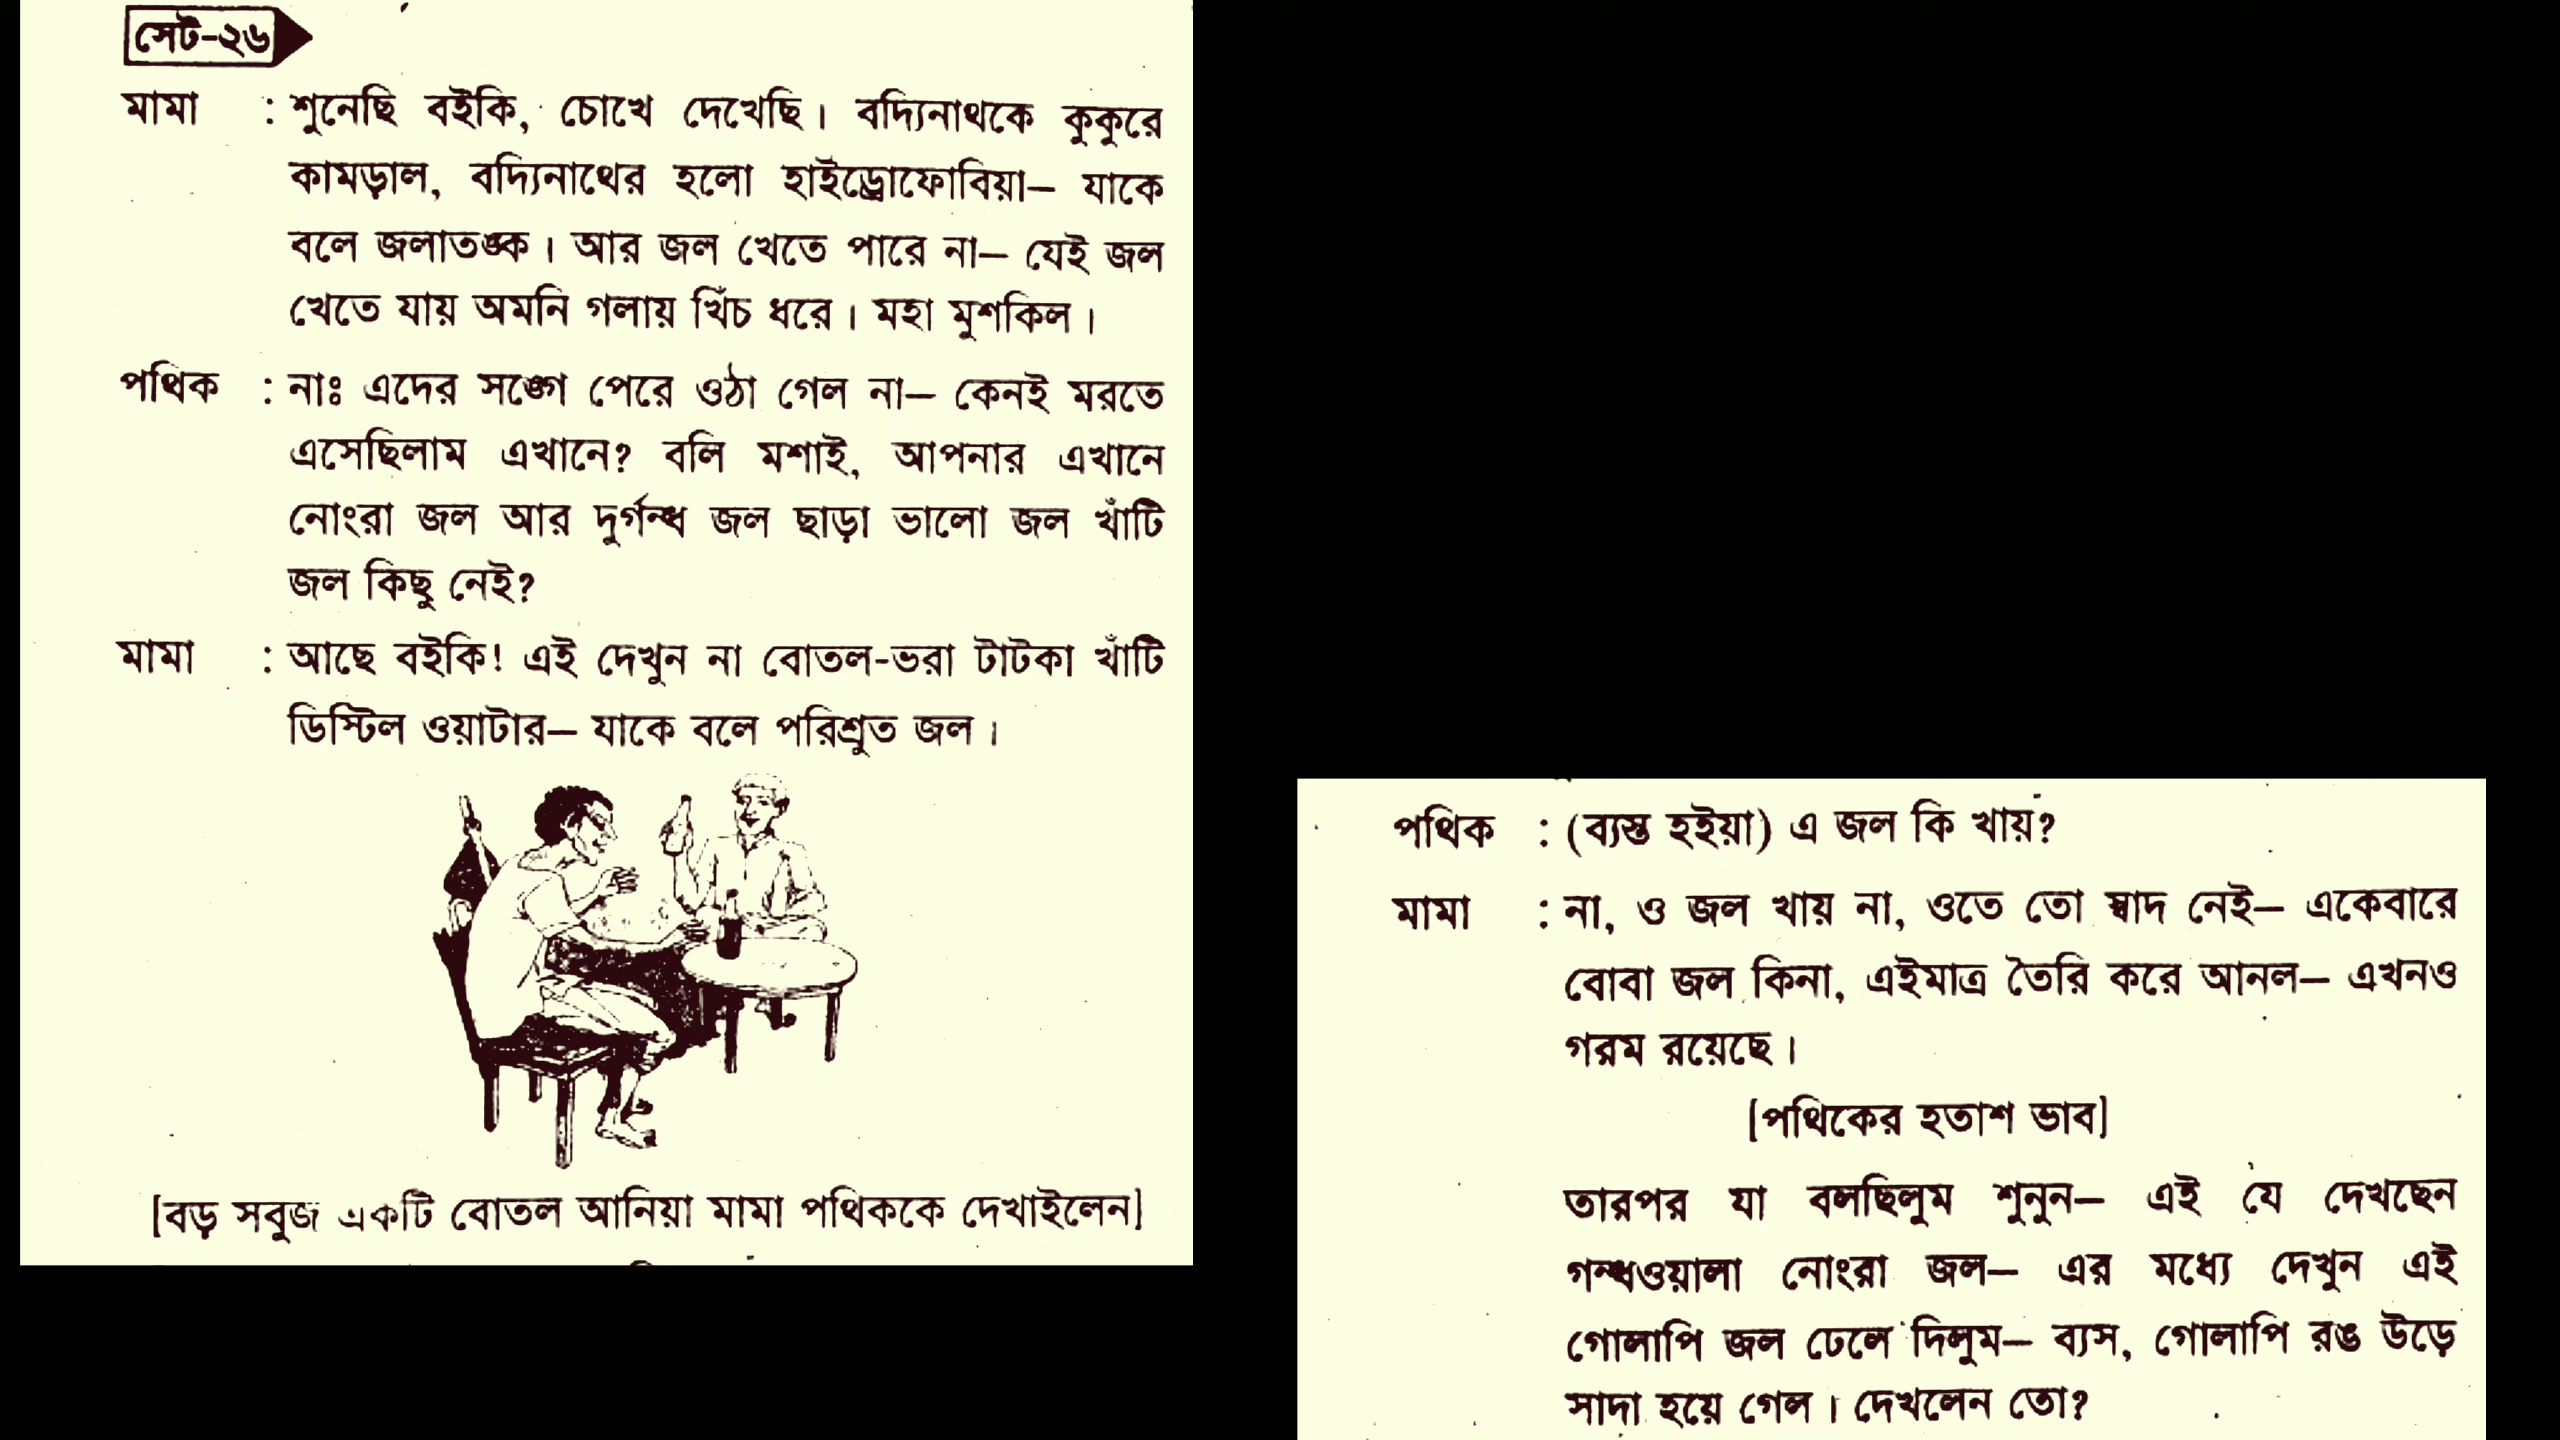 সেট-২৬
মামা : শুনেছি বইকি, চোখে দেখেছি। বদ্যিনাথকে কুকুরে
কামড়াল, বদ্যিনাথের হলো হাইড্রোফোবিয়া– যাকে
বলে জলাতঙ্ক। আর জল খেতে পারে না– যেই জল
খেতে যায় অমনি গলায় খিঁচ ধরে। মহা মুশকিল।
পথিক : নাঃ এদের সঙ্গে পেরে ওঠা গেল না– কেনই মরতে
এসেছিলাম এখানে? বলি মশাই, আপনার এখানে
নোংরা জল আর দুর্গন্ধ জল ছাড়া ভালো জল খাঁটি
জল কিছু নেই?
মামা : আছে বইকি! এই দেখুন না বোতল-ভরা টাটকা খাঁটি
ডিস্টিল ওয়াটার– যাকে বলে পরিশ্রুত জল।
[বড় সবুজ একটি বোতল আনিয়া মামা পথিককে দেখাইলেন]
পথিক : (ব্যস্ত হইয়া) এ জল কি খায়?
মামা : না, ও জল খায় না, ওতে তো স্বাদ নেই– একেবারে
বোবা জল কিনা, এইমাত্র তৈরি করে আনল– এখনও
গরম রয়েছে।
[পথিকের হতাশ ভাব]
তারপর যা বলছিলুম শুনুন– এই যে দেখছেন
গন্ধওয়ালা নোংরা জল– এর মধ্যে দেখুন এই
গোলাপি জল ঢেলে দিলুম– ব্যস, গোলাপি রঙ উড়ে
সাদা হয়ে গেল। দেখলেন তো?